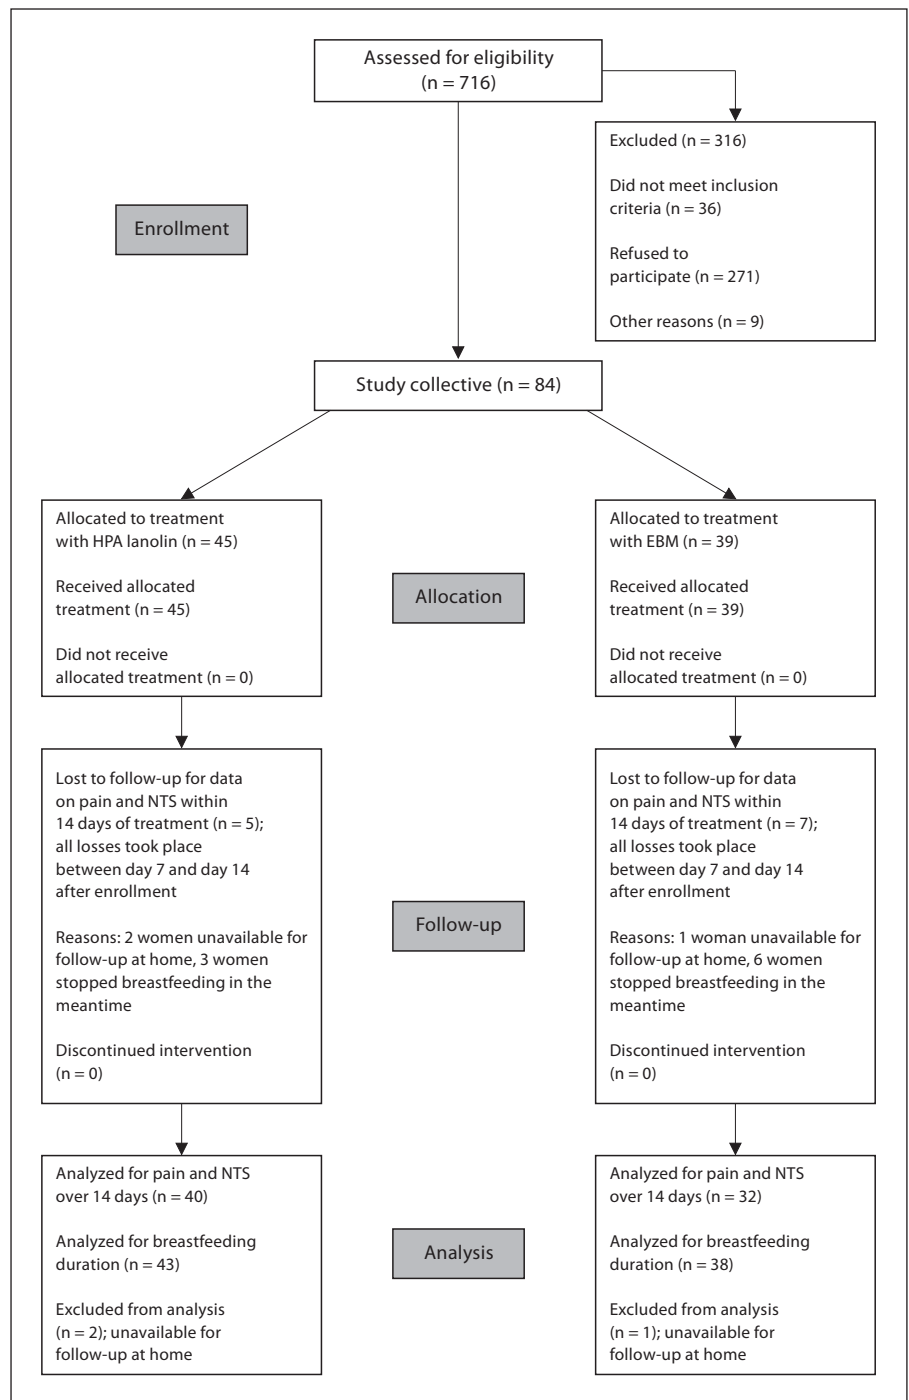 Assessed for eligibility
(n = 716)
Excluded (n = 316)
Did not meet inclusion
criteria (n = 36)
Refused to
participate (n = 271)
Other reasons (n = 9)
Enrollment
Study collective (n = 84)
Allocated to treatment
with HPA lanolin (n = 45)
Received allocated
treatment (n = 45)
Did not receive
allocated treatment (n = 0)
Allocation
Allocated to treatment
with EBM (n = 39)
Received allocated
treatment (n = 39)
Did not receive
allocated treatment (n = 0)
Lost to follow-up for data
on pain and NTS within
14 days of treatment (n = 5);
all losses took place
between day 7 and day 14
after enrollment
Reasons: 2 women unavailable for
follow-up at home, 3 women
stopped breastfeeding in the
meantime
Discontinued intervention
(n = 0)
Follow-up
Lost to follow-up for data
on pain and NTS within
14 days of treatment (n = 7);
all losses took place
between day 7 and day 14
after enrollment
Reasons: 1 woman unavailable for
follow-up at home, 6 women
stopped breastfeeding in the
meantime
Discontinued intervention
(n = 0)
Analyzed for pain and NTS
over 14 days (n = 40)
Analyzed for breastfeeding
duration (n = 43)
Excluded from analysis
(n = 2); unavailable for
follow-up at home
Analysis
Analyzed for pain and NTS
over 14 days (n = 32)
Analyzed for breastfeeding
duration (n = 38)
Excluded from analysis
(n = 1); unavailable for
follow-up at home